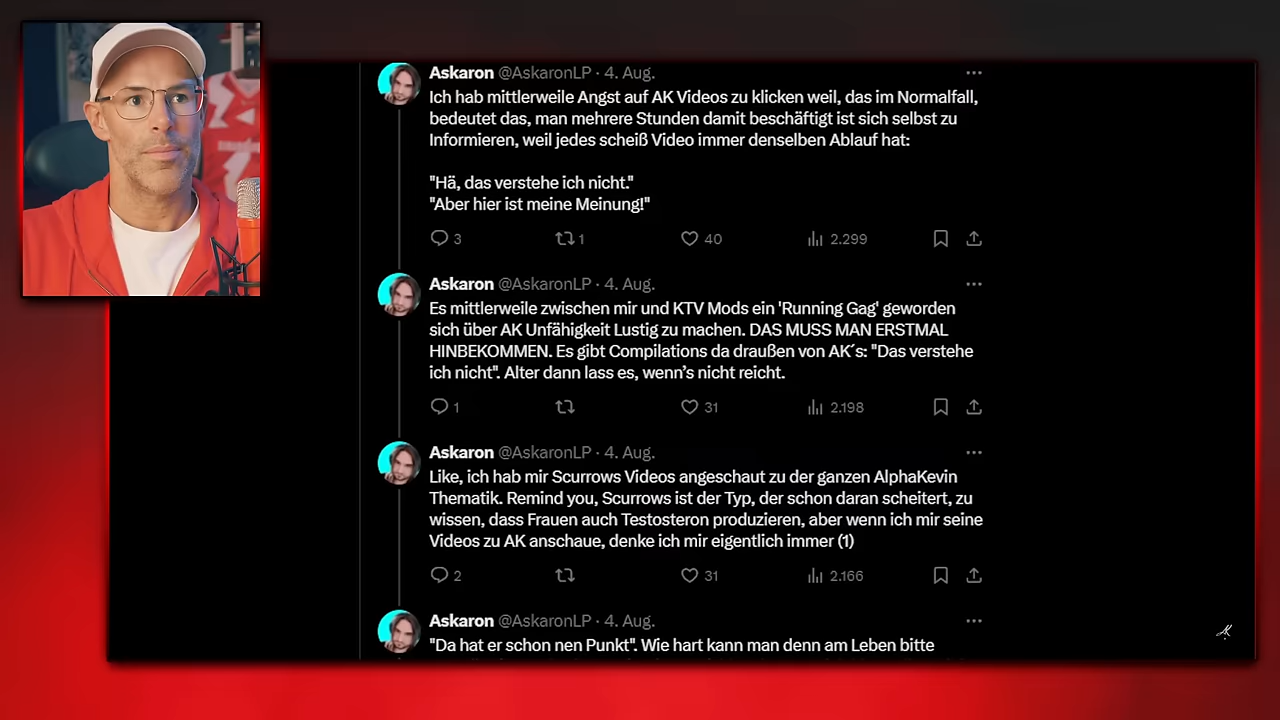 Askaron @AskaronLP · 4. Aug.
Ich hab mittlerweile Angst auf AK Videos zu klicken weil, das im Normalfall,
bedeutet das, man mehrere Stunden damit beschäftigt ist sich selbst zu
Informieren, weil jedes scheiß Video immer denselben Ablauf hat:
"Hä, das verstehe ich nicht."
"Aber hier ist meine Meinung!"
3 1 40 2.299
Askaron @AskaronLP · 4. Aug.
Es mittlerweile zwischen mir und KTV Mods ein 'Running Gag' geworden
sich über AK Unfähigkeit Lustig zu machen. DAS MUSS MAN ERSTMAL
HINBEKOMMEN. Es gibt Compilations da draußen von AK´s: "Das verstehe
ich nicht". Alter dann lass es, wenn's nicht reicht.
1 31 2.198
Askaron @AskaronLP · 4. Aug.
Like, ich hab mir Scurrows Videos angeschaut zu der ganzen AlphaKevin
Thematik. Remind you, Scurrows ist der Typ, der schon daran scheitert, zu
wissen, dass Frauen auch Testosteron produzieren, aber wenn ich mir seine
Videos zu AK anschaue, denke ich mir eigentlich immer (1)
2 31 2.166
Askaron @AskaronLP · 4. Aug.
"Da hat er schon nen Punkt". Wie hart kann man denn am Leben bitte